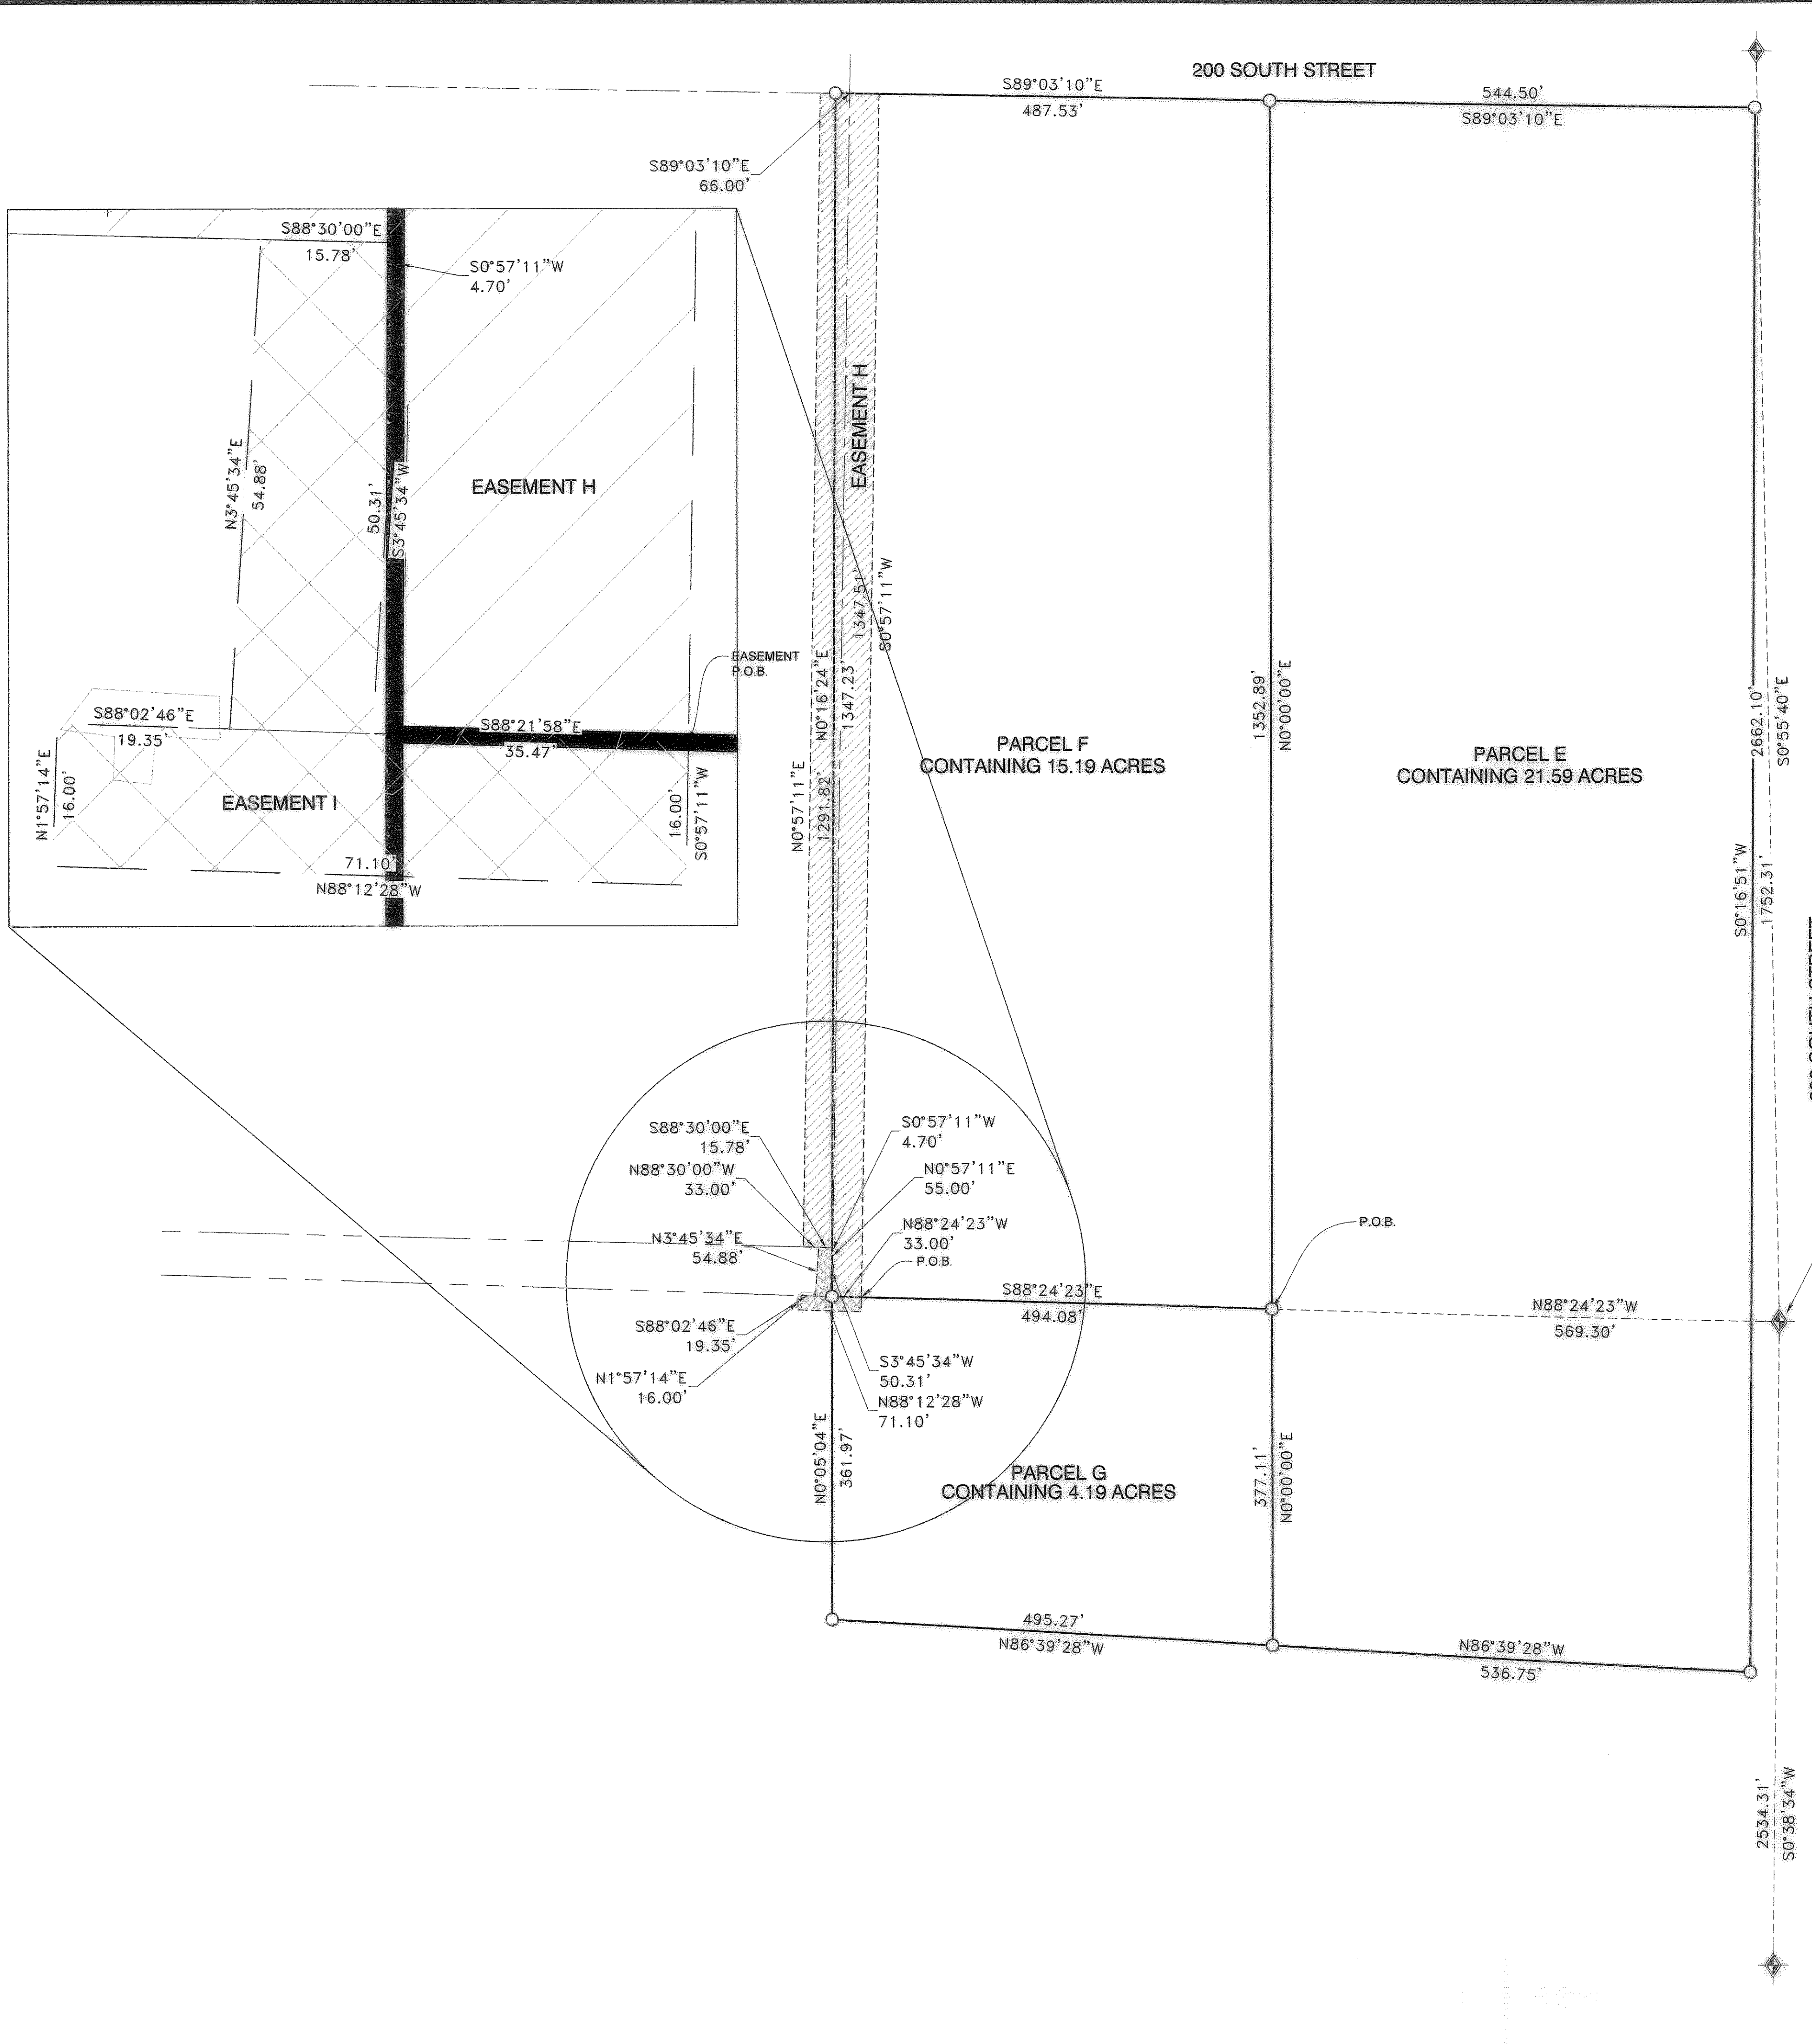 200 SOUTH STREET
S89°03'10"E
487.53'
544.50'
S89°03'10"E
S89°03'10"E
66.00'
S88°30'00"E
15.78'
S0°57'11"W
4.70'
N3°45'34"E
54.88'
50.31'
S3°45'34"W
EASEMENT H
EASEMENT
P.O.B.
S88°02'46"E
19.35'
S88°21'58"E
35.47'
N1°57'14"E
16.00'
EASEMENT I
16.00'
S0°57'11"W
71.10'
N88°12'28"W
EASEMENT H
1347.51'
S0°57'11"W
N0°16'24"E
1347.23'
N0°57'11"E
1291.82'
PARCEL F
CONTAINING 15.19 ACRES
1352.89'
N0°00'00"E
PARCEL E
CONTAINING 21.59 ACRES
2662.10'
S0°55'40"E
S0°16'51"W
1752.31'
S88°30'00"E
15.78'
N88°30'00"W
33.00'
N3°45'34"E
54.88'
S0°57'11"W
4.70'
N0°57'11"E
55.00'
N88°24'23"W
33.00'
P.O.B.
P.O.B.
S88°24'23"E
494.08'
N88°24'23"W
569.30'
S88°02'46"E
19.35'
N1°57'14"E
16.00'
S3°45'34"W
50.31'
N88°12'28"W
71.10'
N0°05'04"E
361.97'
PARCEL G
CONTAINING 4.19 ACRES
377.11'
N0°00'00"E
495.27'
N86°39'28"W
N86°39'28"W
536.75'
2534.31'
S0°38'34"W